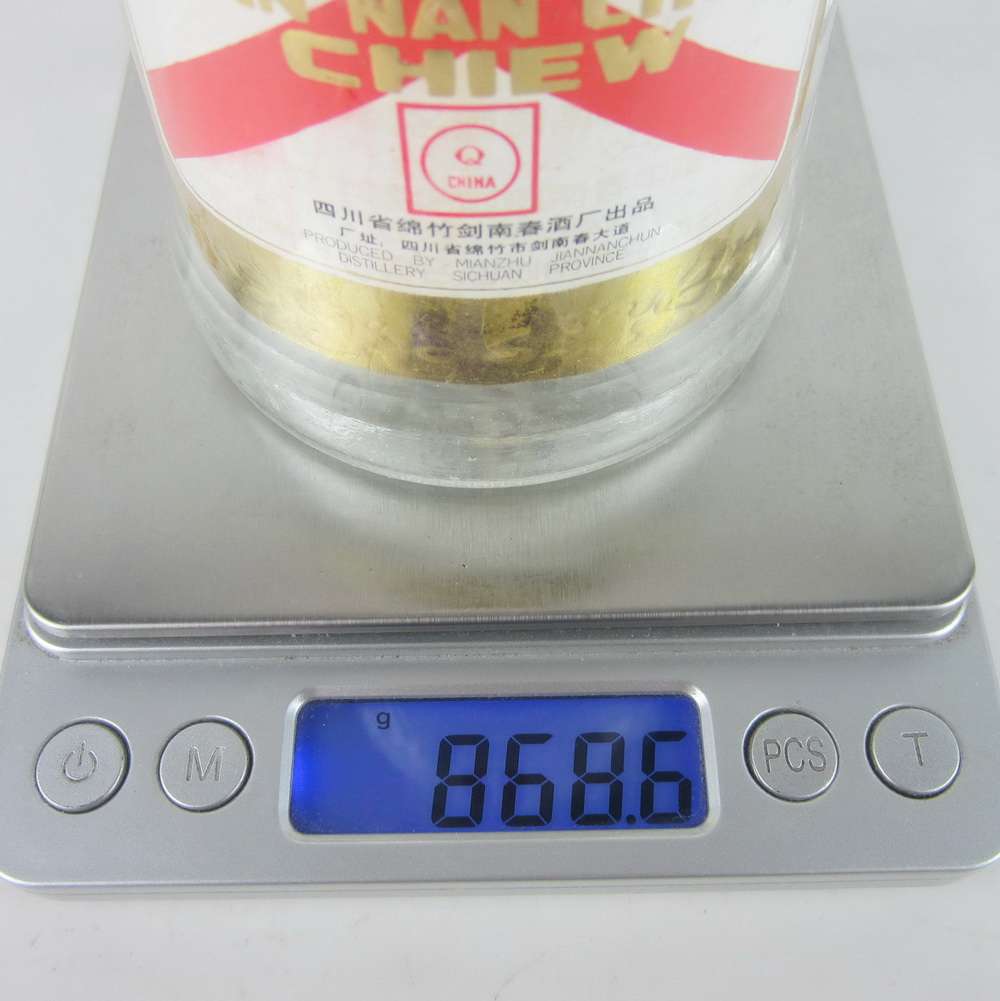 NAN
CHIEW
Q
CHINA
四川省绵竹剑南春酒厂出品
厂址：四川省绵竹市剑南春大道
PRODUCED BY MIANZHU JIANNANCHUN
DISTILLERY SICHUAN PROVINCE
g
868.6
M
PCS
T